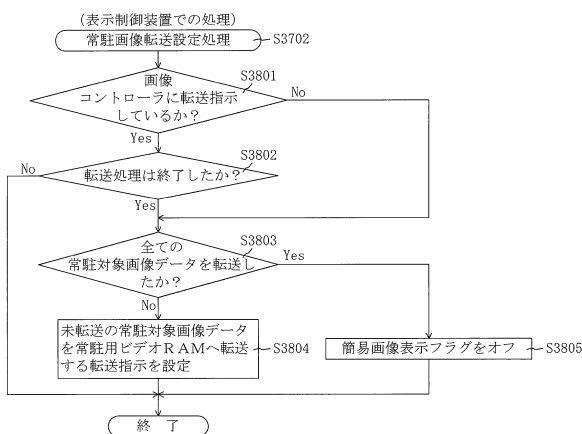 （表示制御装置での処理）
常駐画像転送設定処理
S3702
画像
コントローラに転送指示
しているか？
S3801
No
Yes
転送処理は終了したか？
S3802
No
Yes
全ての
常駐対象画像データを転送し
たか？
S3803
Yes
No
未転送の常駐対象画像データ
を常駐用ビデオＲＡＭへ転送
する転送指示を設定
S3804
簡易画像表示フラグをオフ
S3805
終　了